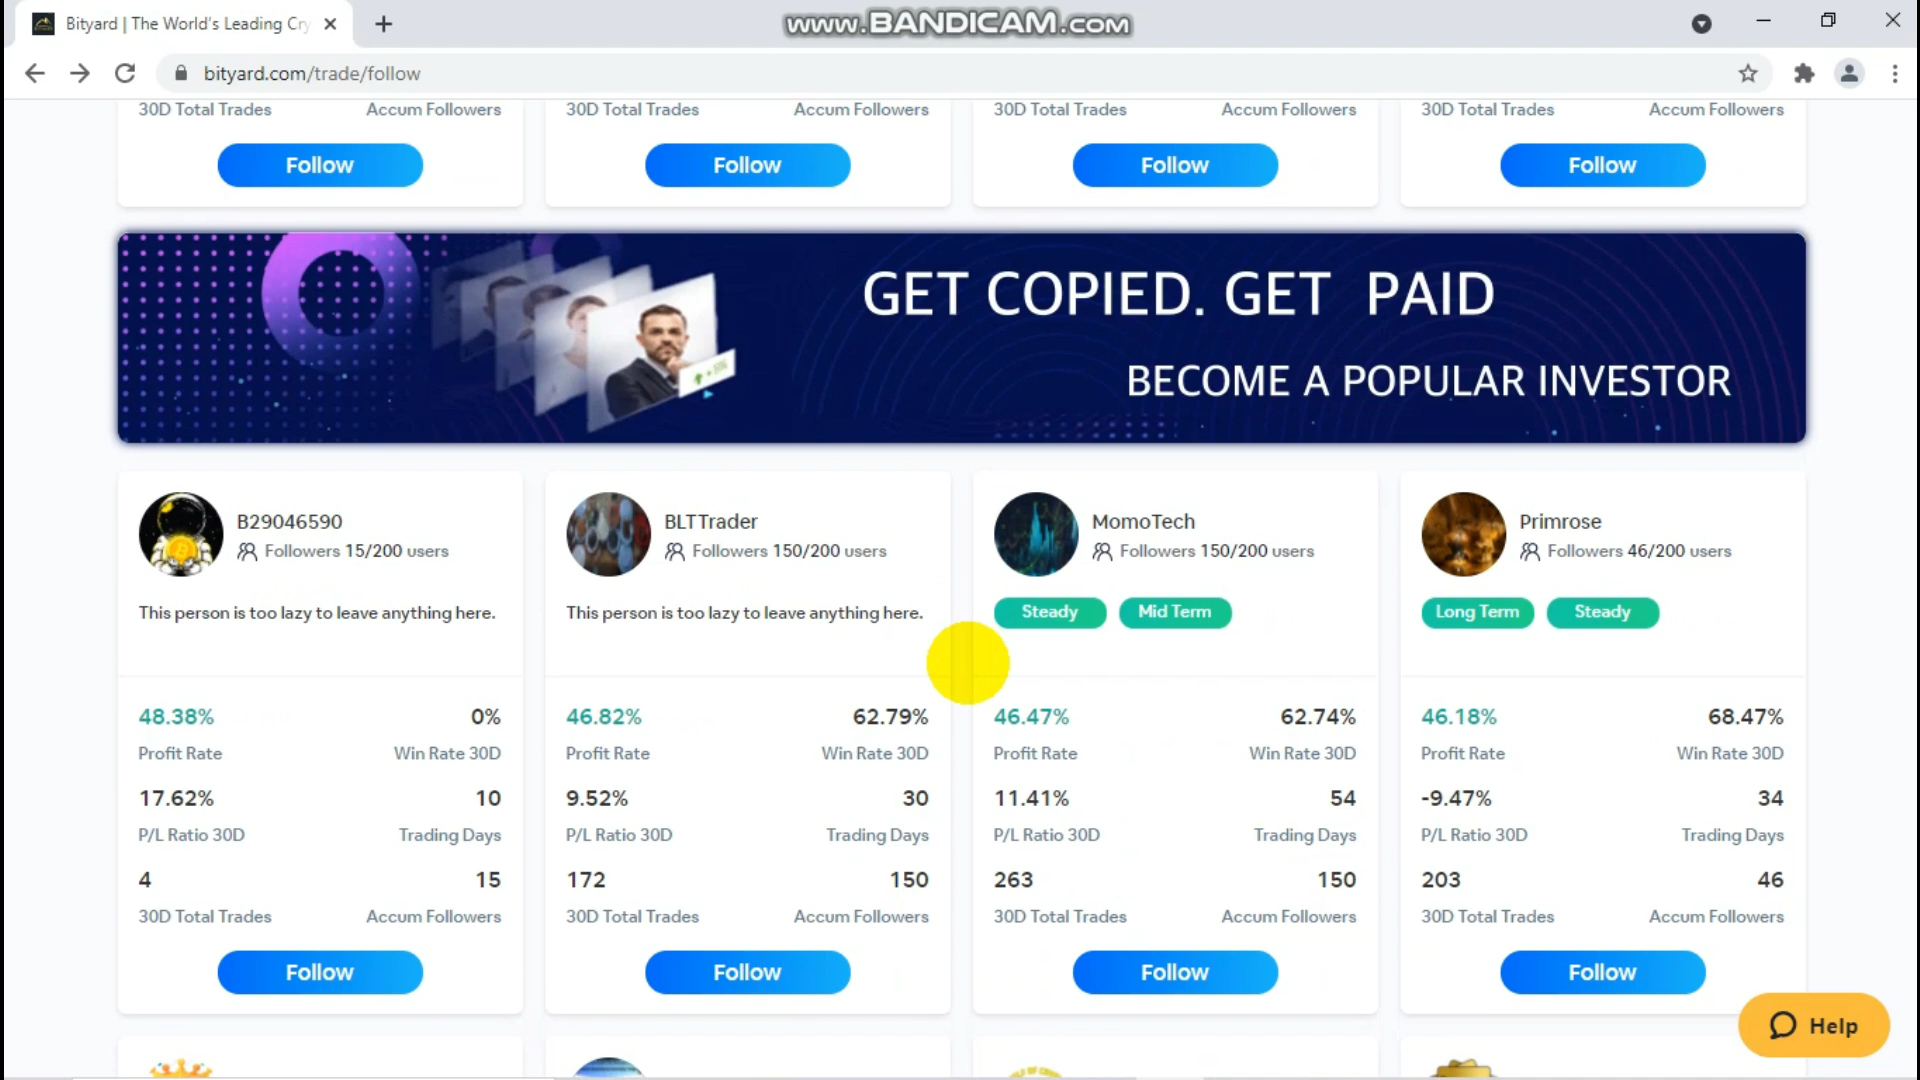 Bityard | The World's Leading Cry
www.BANDICAM.com
bityard.com/trade/follow
30D Total Trades Accum Followers 30D Total Trades Accum Followers 30D Total Trades Accum Followers 30D Total Trades Accum Followers
Follow Follow Follow Follow
GET COPIED. GET PAID
BECOME A POPULAR INVESTOR
B29046590 BLTTrader MomoTech Primrose
Followers 15/200 users Followers 150/200 users Followers 150/200 users Followers 46/200 users
This person is too lazy to leave anything here. This person is too lazy to leave anything here. Steady Mid Term Long Term Steady
48.38% 0% 46.82% 62.79% 46.47% 62.74% 46.18% 68.47%
Profit Rate Win Rate 30D Profit Rate Win Rate 30D Profit Rate Win Rate 30D Profit Rate Win Rate 30D
17.62% 10 9.52% 30 11.41% 54 -9.47% 34
P/L Ratio 30D Trading Days P/L Ratio 30D Trading Days P/L Ratio 30D Trading Days P/L Ratio 30D Trading Days
4 15 172 150 263 150 203 46
30D Total Trades Accum Followers 30D Total Trades Accum Followers 30D Total Trades Accum Followers 30D Total Trades Accum Followers
Follow Follow Follow Follow
Help